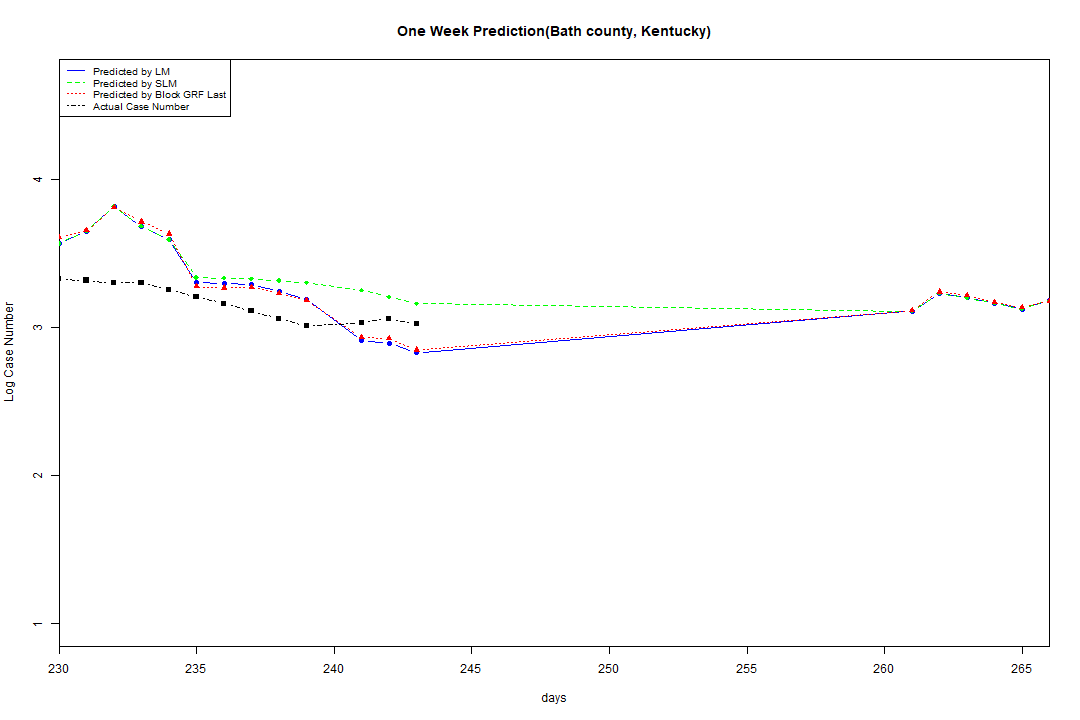 One Week Prediction(Bath county, Kentucky)
Predicted by LM
Predicted by SLM
Predicted by Block GRF Last
Actual Case Number
4
3
2
1
Log Case Number
230 235 240 245 250 255 260 265
days